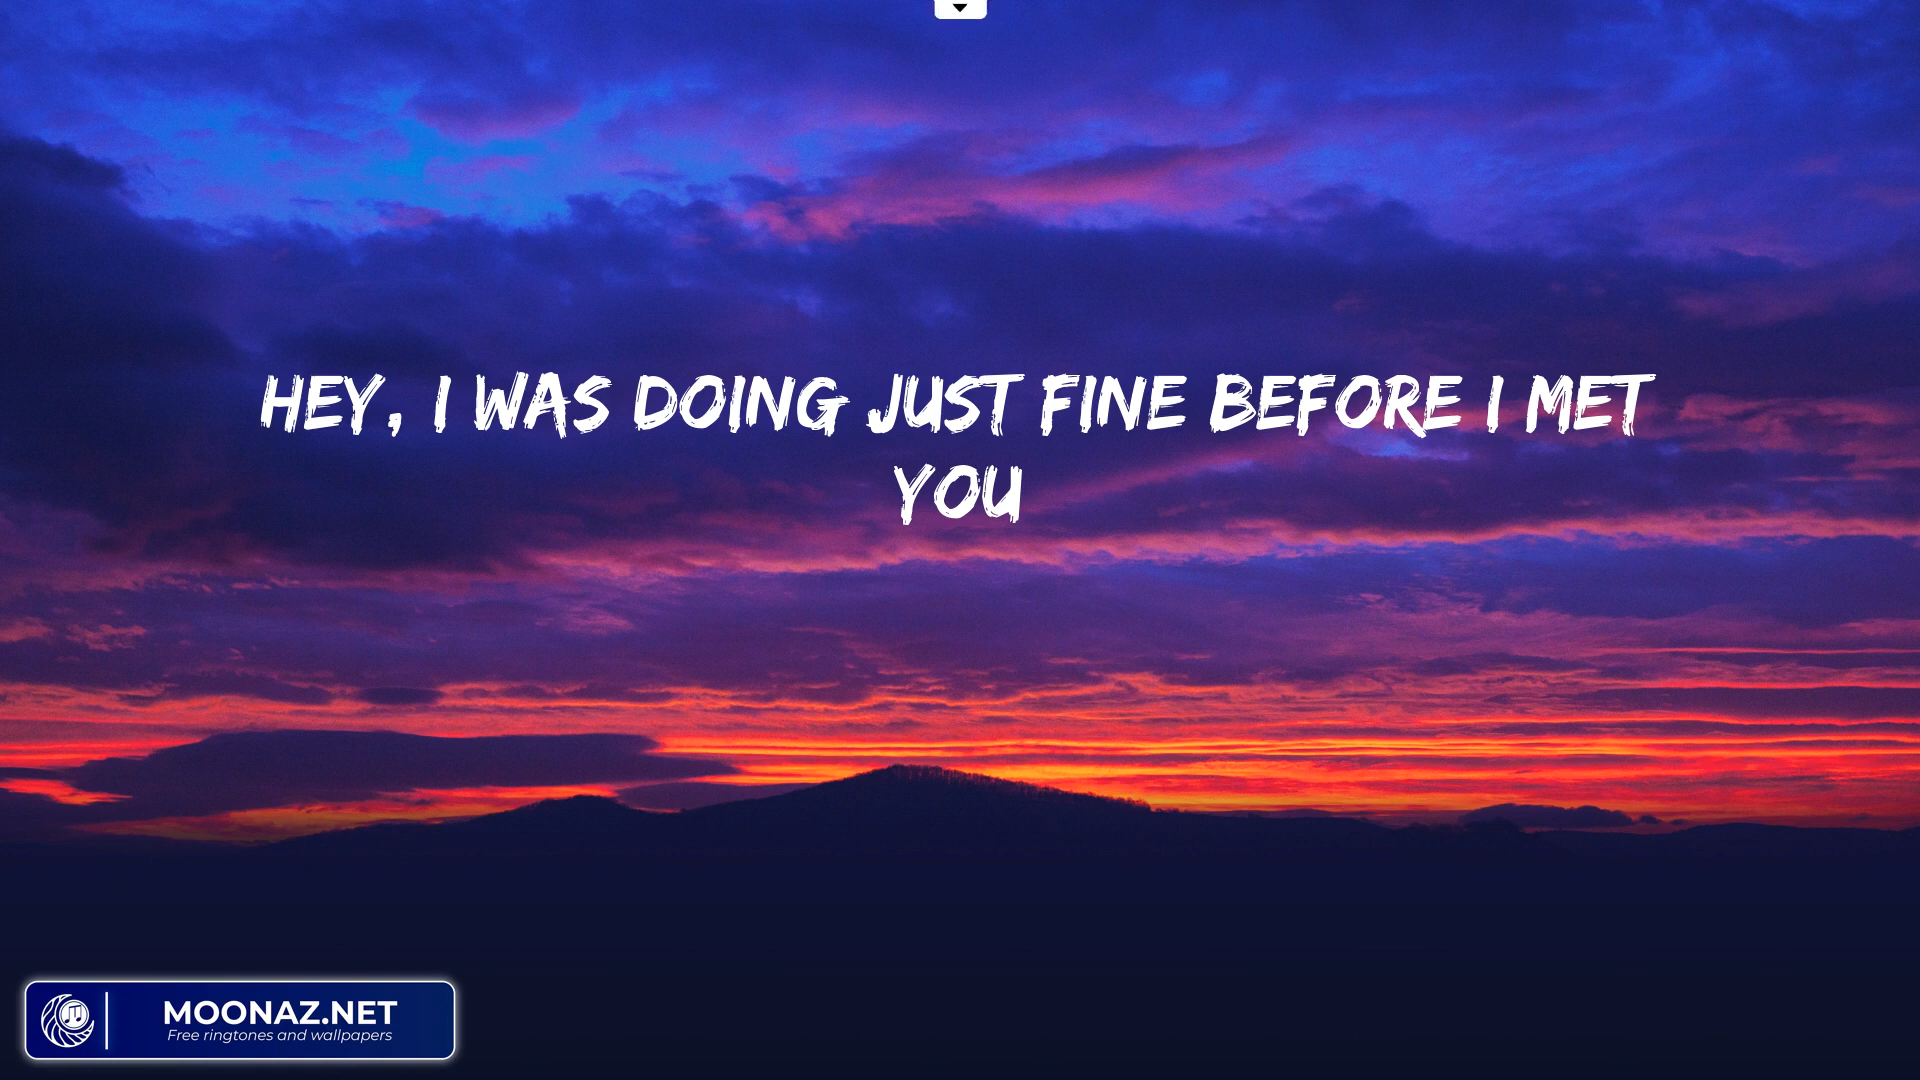 HEY, I WAS DOING JUST FINE BEFORE I MET
YOU
MOONAZ.NET
Free ringtones and wallpapers